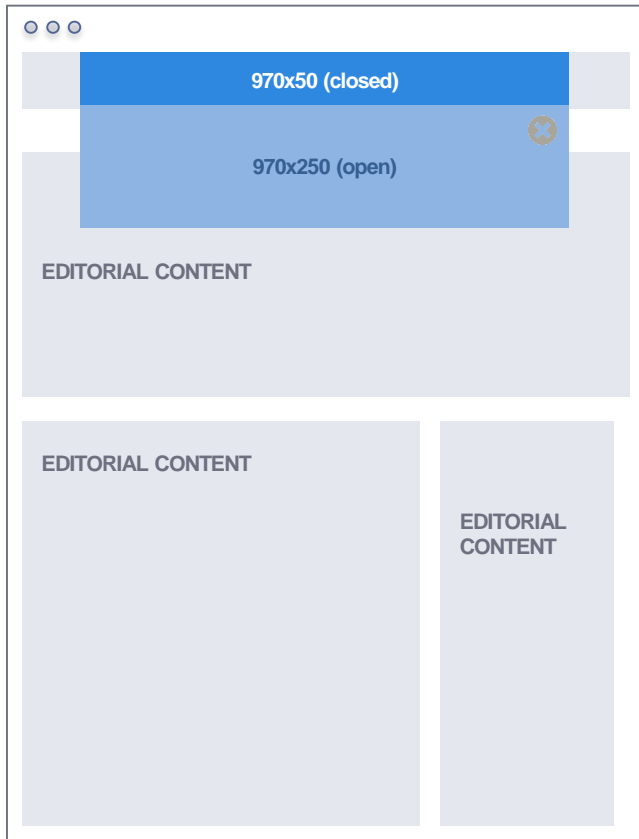 970x50 (closed)
970x250 (open)
EDITORIAL CONTENT
EDITORIAL CONTENT
EDITORIAL
CONTENT